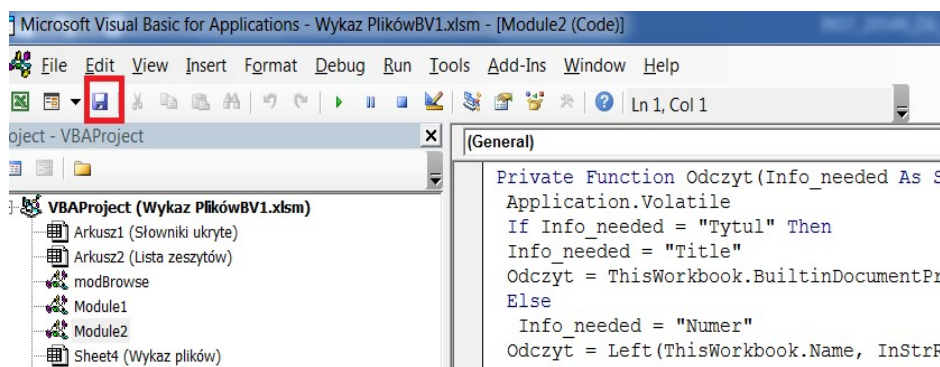 Microsoft Visual Basic for Applications - Wykaz PlikówBV1.xlsm - [Module2 (Code)]
File Edit View Insert Format Debug Run Tools Add-Ins Window Help
Ln 1, Col 1
oject - VBAProject
(General)
VBAProject (Wykaz PlikówBV1.xlsm)
Arkusz1 (Słowniki ukryte)
Arkusz2 (Lista zeszytów)
modBrowse
Module1
Module2
Sheet4 (Wykaz plików)
Private Function Odczyt(Info_needed As S
Application.Volatile
If Info_needed = "Tytul" Then
Info_needed = "Title"
Odczyt = ThisWorkbook.BuiltinDocumentPr
Else
Info_needed = "Numer"
Odczyt = Left(ThisWorkbook.Name, InStrR